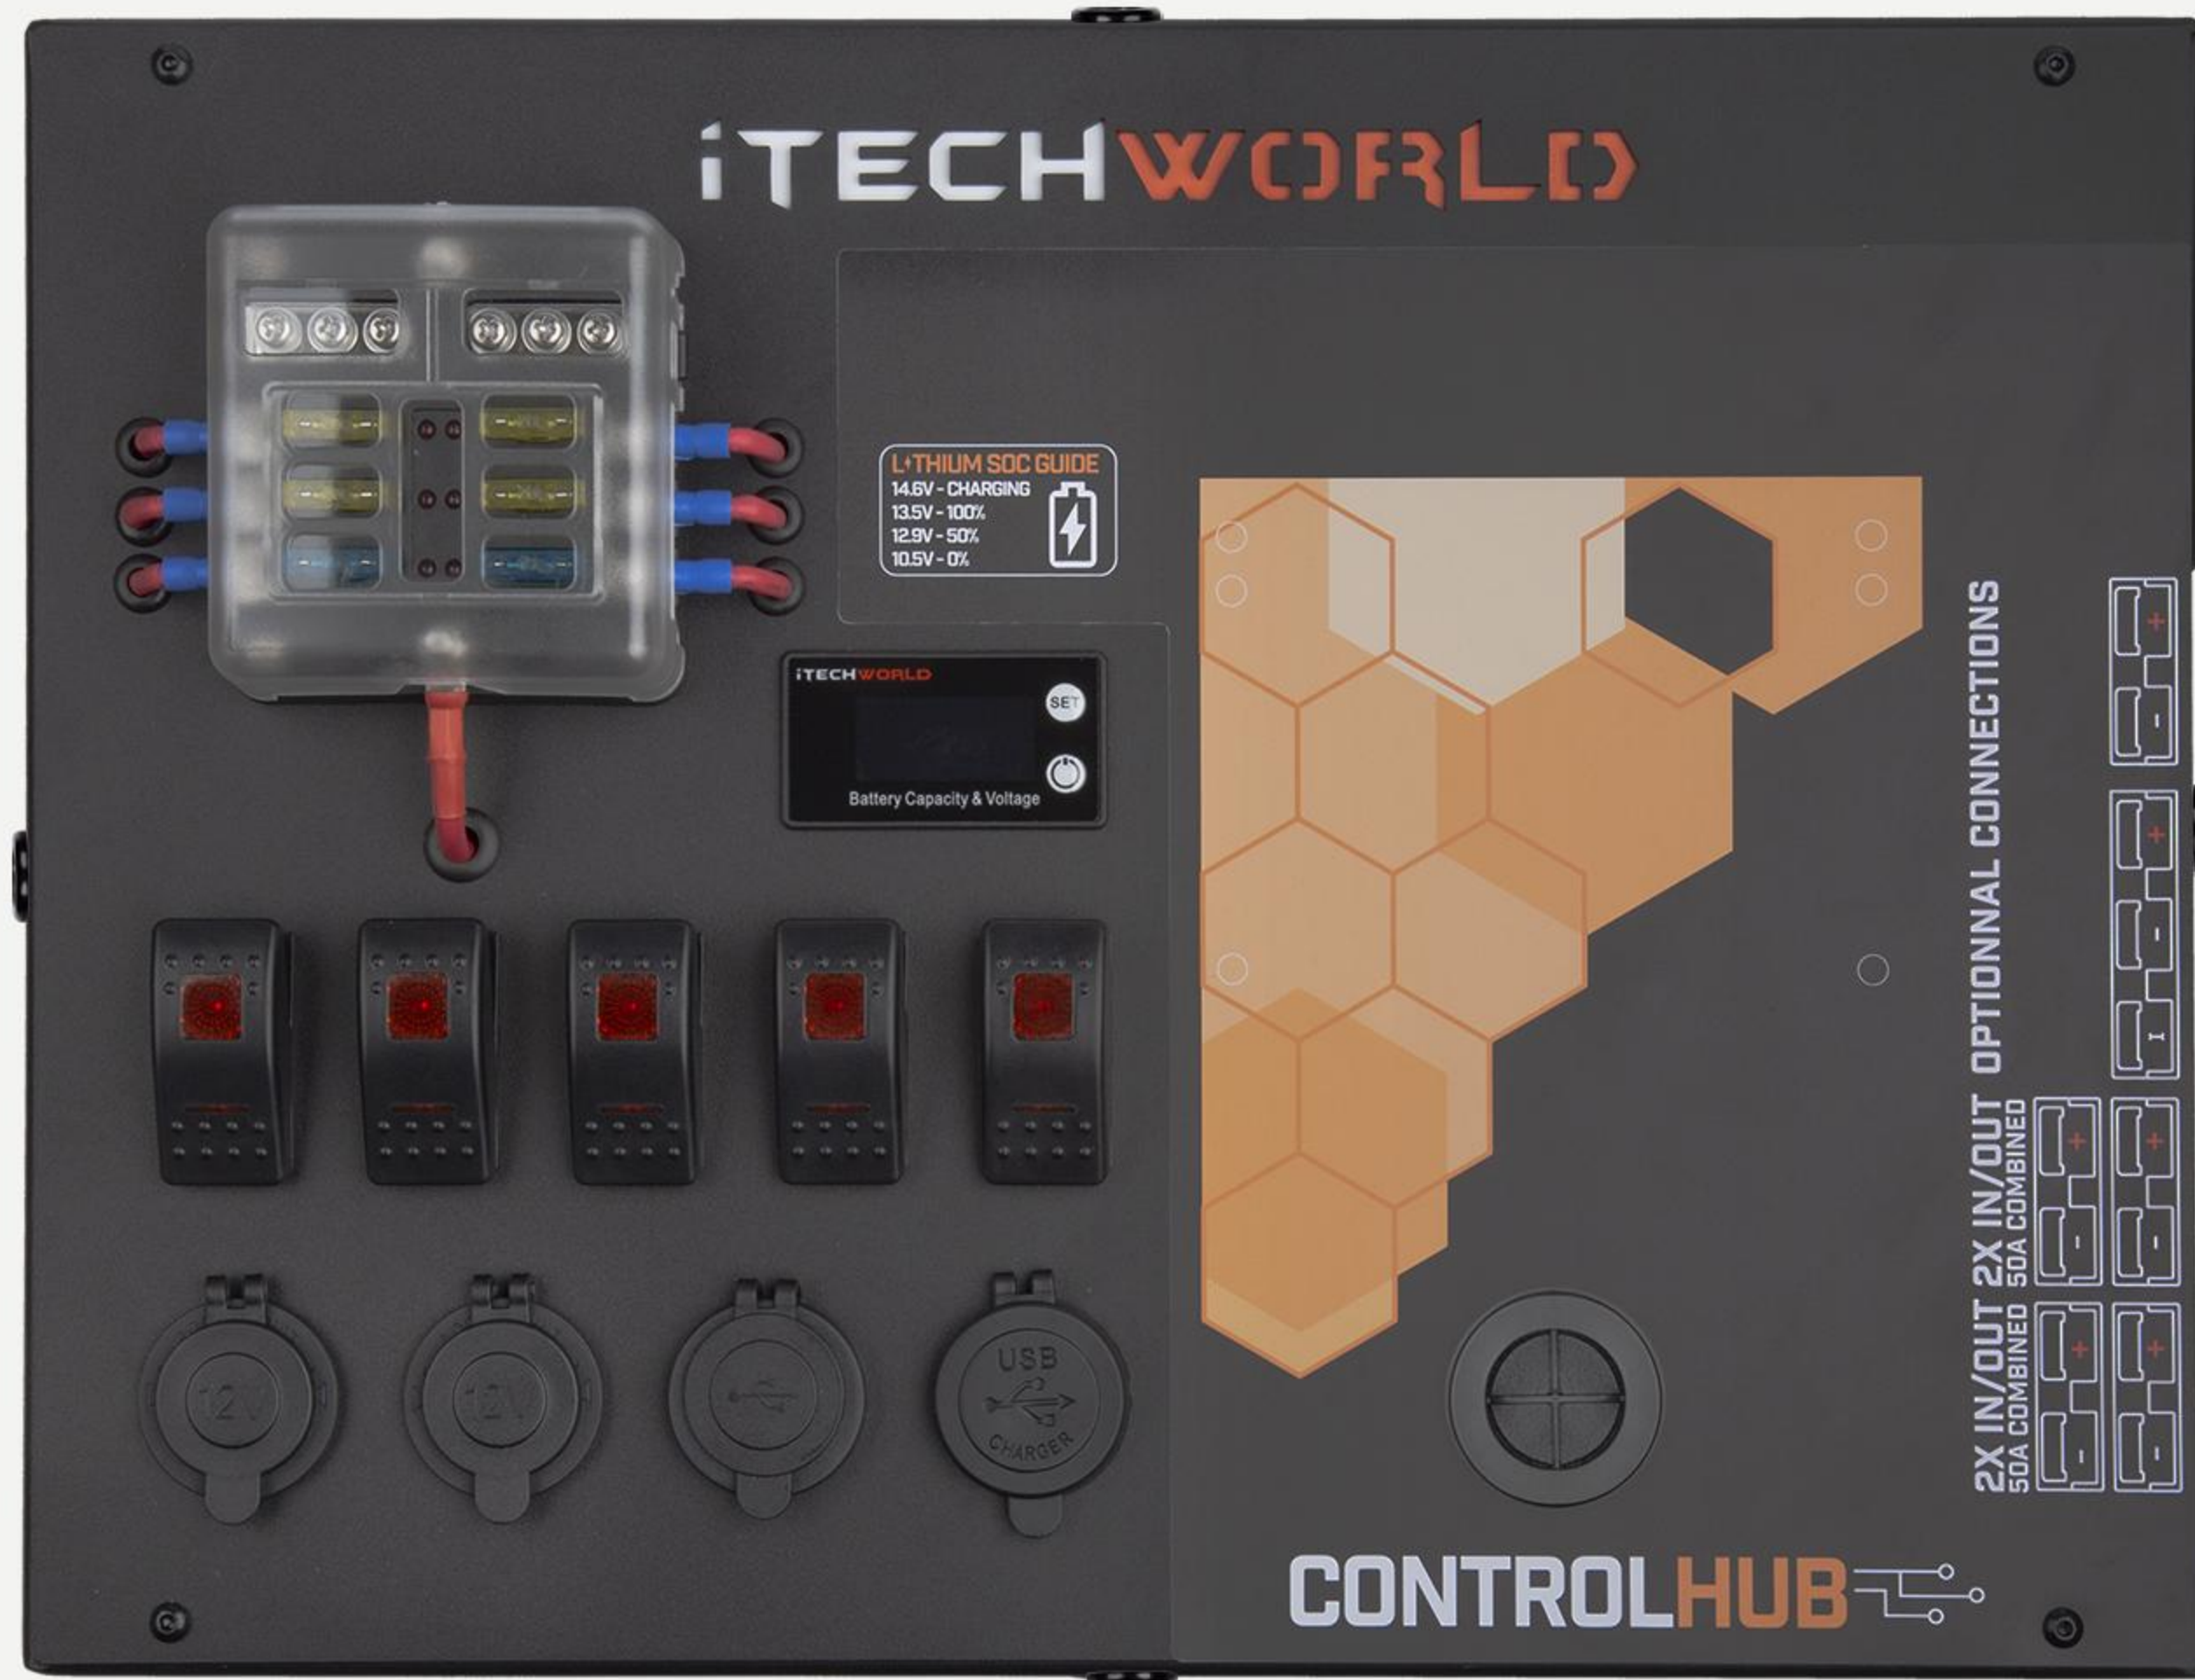 iTECHWORLD
LITHIUM SOC GUIDE
14.6V - CHARGING
13.5V - 100%
12.9V - 50%
10.5V - 0%
iTECHWORLD
SET
Battery Capacity & Voltage
OPTIONNAL CONNECTIONS
+
-
+
-
I
2X IN/OUT
50A COMBINED
+
-
+
-
2X IN/OUT
50A COMBINED
+
-
+
-
12V
12V
USB
CHARGER
CONTROLHUB